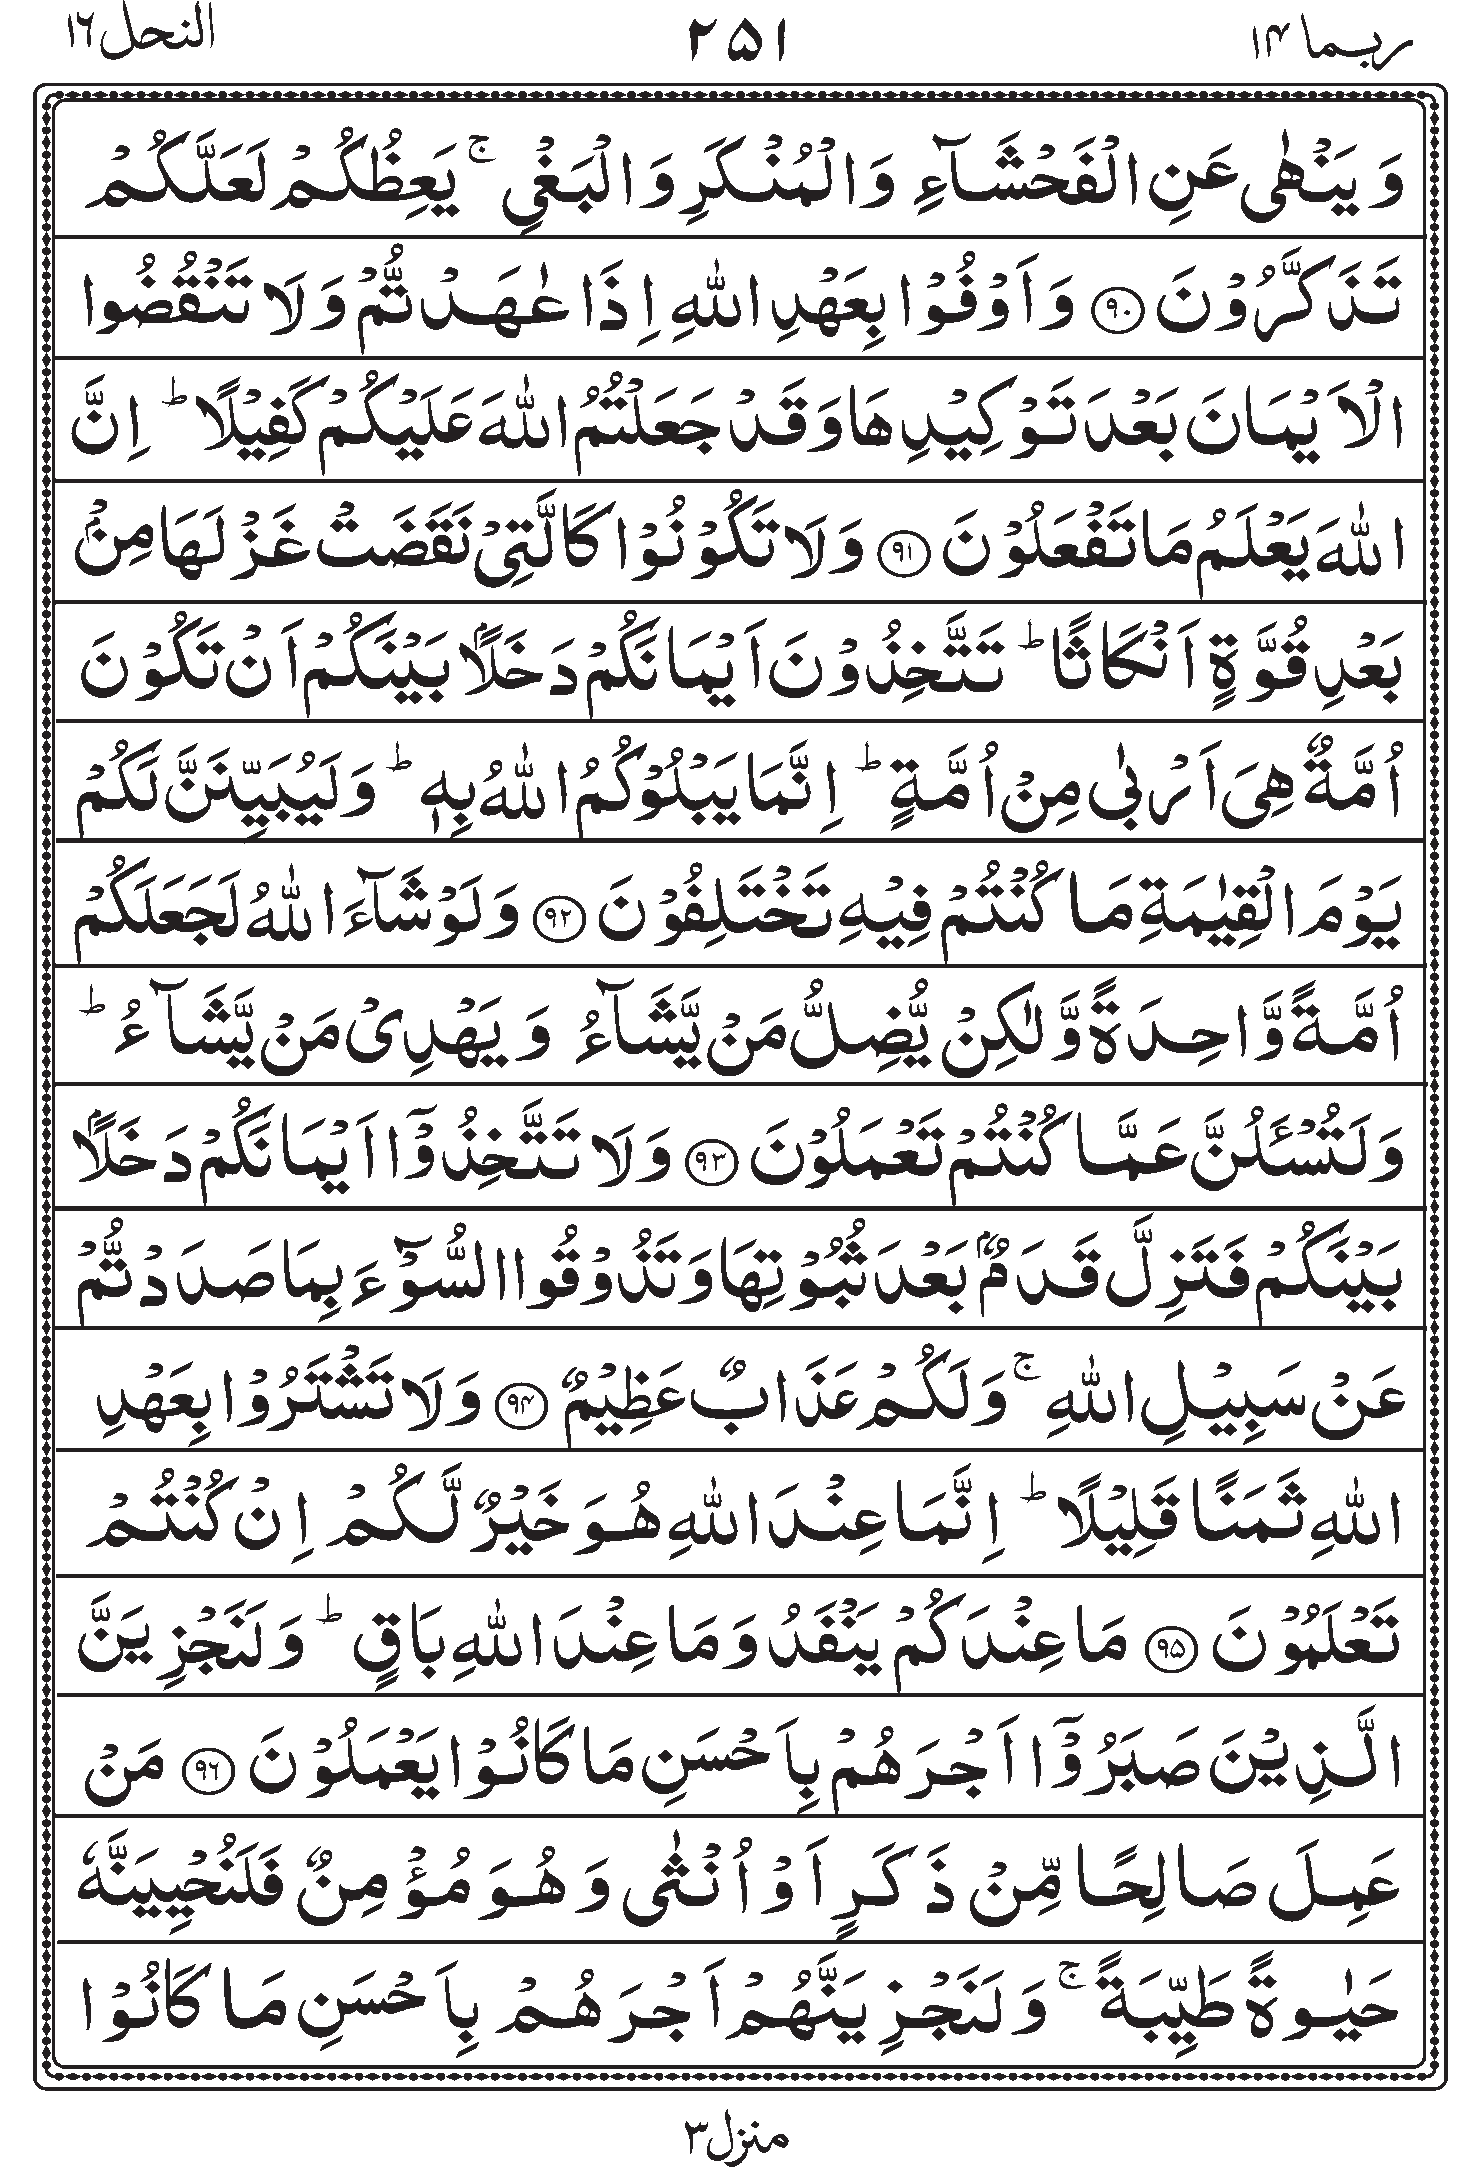 ربما ۱۴ ۲۵۱ النحل ۱۶
وَ یَنْهٰی عَنِ الْفَحْشَآءِ وَ الْمُنْكَرِ وَ الْبَغْیِ ۚ یَعِظُكُمْ لَعَلَّكُمْ
تَذَكَّرُوْنَ ﴿۹۰﴾ وَ اَوْفُوْا بِعَهْدِ اللّٰهِ اِذَا عٰهَدْتُّمْ وَ لَا تَنْقُضُوا
الْاَیْمَانَ بَعْدَ تَوْكِیْدِهَا وَ قَدْ جَعَلْتُمُ اللّٰهَ عَلَیْكُمْ كَفِیْلًا ؕ اِنَّ
اللّٰهَ یَعْلَمُ مَا تَفْعَلُوْنَ ﴿۹۱﴾ وَ لَا تَكُوْنُوْا كَالَّتِیْ نَقَضَتْ غَزْلَهَا مِنْۢ
بَعْدِ قُوَّةٍ اَنْكَاثًا ؕ تَتَّخِذُوْنَ اَیْمَانَكُمْ دَخَلًۢا بَیْنَكُمْ اَنْ تَكُوْنَ
اُمَّةٌ هِیَ اَرْبٰی مِنْ اُمَّةٍ ؕ اِنَّمَا یَبْلُوْكُمُ اللّٰهُ بِهٖ ؕ وَ لَیُبَیِّنَنَّ لَكُمْ
یَوْمَ الْقِیٰمَةِ مَا كُنْتُمْ فِیْهِ تَخْتَلِفُوْنَ ﴿۹۲﴾ وَ لَوْ شَآءَ اللّٰهُ لَجَعَلَكُمْ
اُمَّةً وَّاحِدَةً وَّ لٰكِنْ یُّضِلُّ مَنْ یَّشَآءُ وَ یَهْدِیْ مَنْ یَّشَآءُ ؕ
وَ لَتُسْـَٔلُنَّ عَمَّا كُنْتُمْ تَعْمَلُوْنَ ﴿۹۳﴾ وَ لَا تَتَّخِذُوْۤا اَیْمَانَكُمْ دَخَلًۢا
بَیْنَكُمْ فَتَزِلَّ قَدَمٌۢ بَعْدَ ثُبُوْتِهَا وَ تَذُوْقُوا السُّوْٓءَ بِمَا صَدَدْتُّمْ
عَنْ سَبِیْلِ اللّٰهِ ۚ وَ لَكُمْ عَذَابٌ عَظِیْمٌ ﴿۹۴﴾ وَ لَا تَشْتَرُوْا بِعَهْدِ
اللّٰهِ ثَمَنًا قَلِیْلًا ؕ اِنَّمَا عِنْدَ اللّٰهِ هُوَ خَیْرٌ لَّكُمْ اِنْ كُنْتُمْ
تَعْلَمُوْنَ ﴿۹۵﴾ مَا عِنْدَكُمْ یَنْفَدُ وَ مَا عِنْدَ اللّٰهِ بَاقٍ ؕ وَ لَنَجْزِیَنَّ
الَّذِیْنَ صَبَرُوْۤا اَجْرَهُمْ بِاَحْسَنِ مَا كَانُوْا یَعْمَلُوْنَ ﴿۹۶﴾ مَنْ
عَمِلَ صَالِحًا مِّنْ ذَكَرٍ اَوْ اُنْثٰی وَ هُوَ مُؤْمِنٌ فَلَنُحْیِیَنَّهٗ
حَیٰوةً طَیِّبَةً ۚ وَ لَنَجْزِیَنَّهُمْ اَجْرَهُمْ بِاَحْسَنِ مَا كَانُوْا
منزل ۳